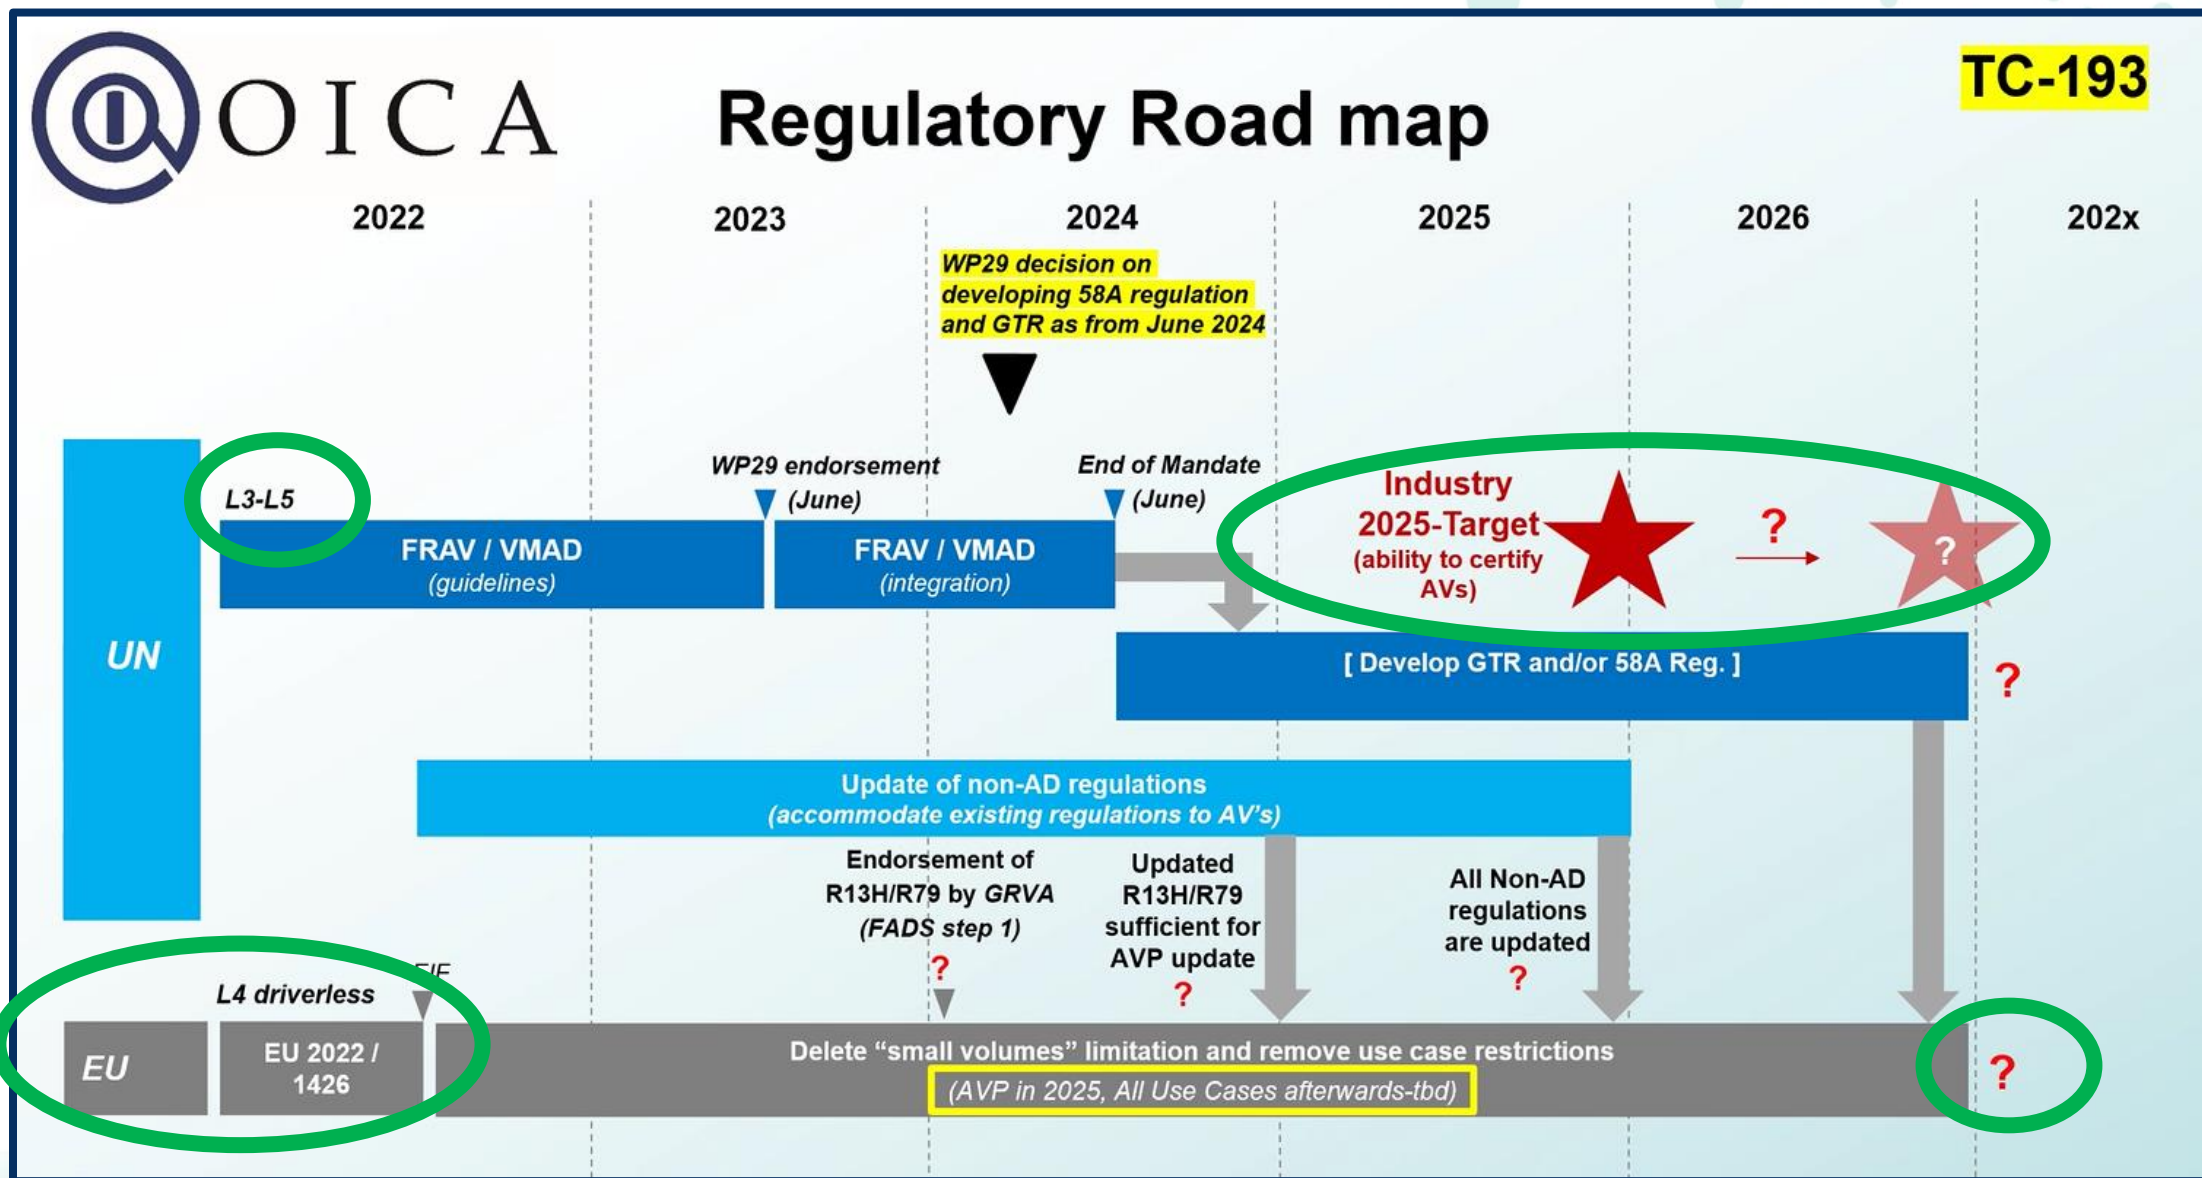 OICA
Regulatory Road map
TC-193
2022
2023
2024
2025
2026
202x
WP29 decision on
developing 58A regulation
and GTR as from June 2024
UN
L3-L5
WP29 endorsement
(June)
End of Mandate
(June)
FRAV / VMAD
(guidelines)
FRAV / VMAD
(integration)
Industry
2025-Target
(ability to certify
AVs)
?
?
[ Develop GTR and/or 58A Reg. ]
?
Update of non-AD regulations
(accommodate existing regulations to AV's)
Endorsement of
R13H/R79 by GRVA
(FADS step 1)
?
Updated
R13H/R79
sufficient for
AVP update
?
All Non-AD
regulations
are updated
?
EU
L4 driverless
EU 2022 /
1426
Delete “small volumes” limitation and remove use case restrictions
(AVP in 2025, All Use Cases afterwards-tbd)
?